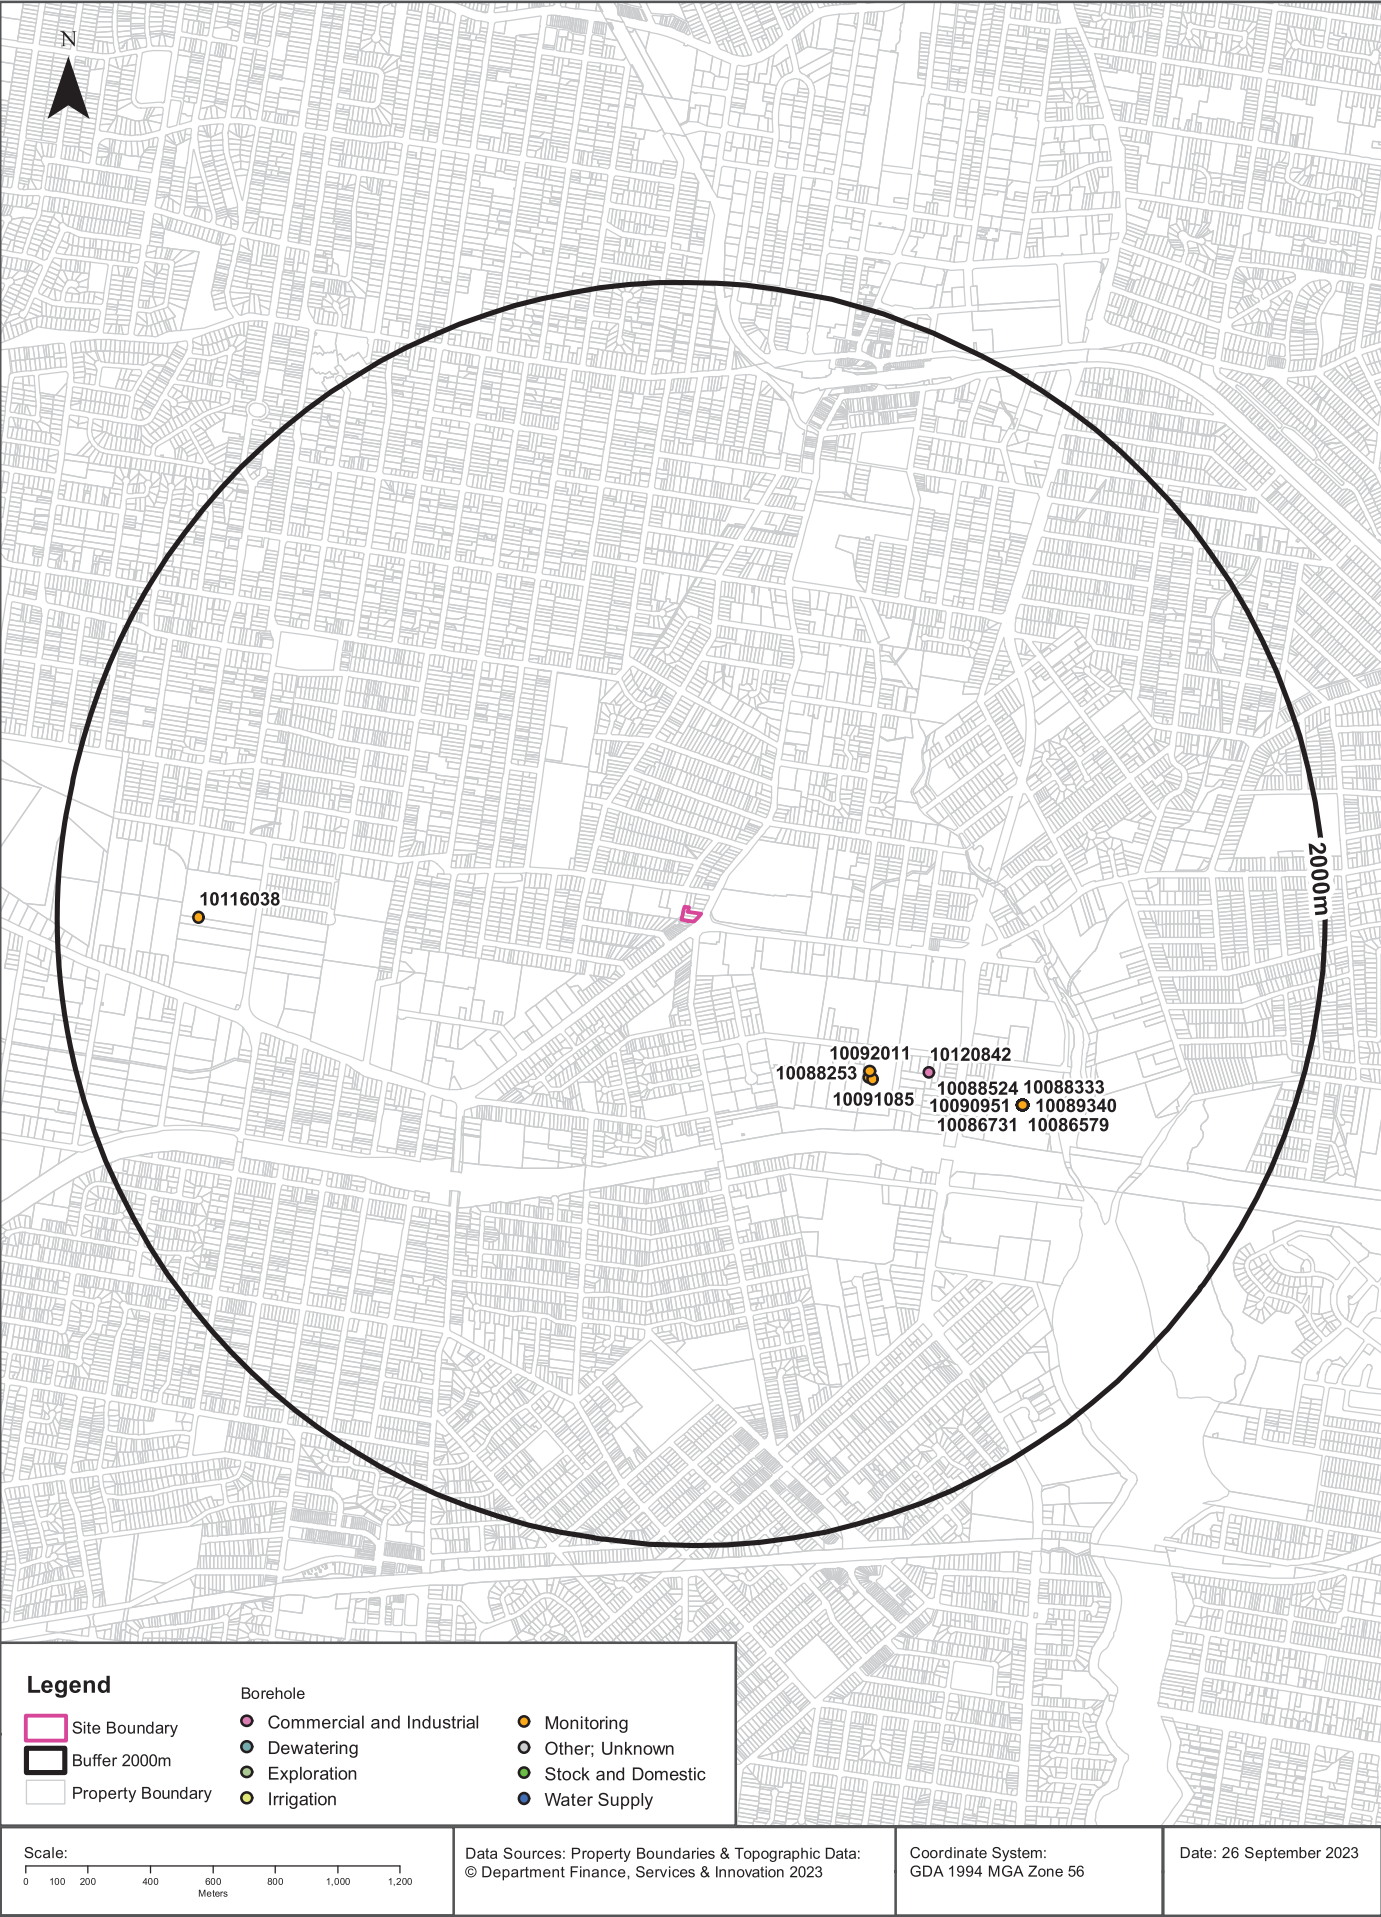 N
2000m
10116038
10092011 10120842
10088253
10091085
10088524 10088333
10090951 10089340
10086731 10086579
Legend
Site Boundary
Buffer 2000m
Property Boundary
Borehole
Commercial and Industrial
Dewatering
Exploration
Irrigation
Monitoring
Other; Unknown
Stock and Domestic
Water Supply
Scale:
0 100 200 400 600 800 1,000 1,200
Meters
Data Sources: Property Boundaries & Topographic Data:
© Department Finance, Services & Innovation 2023
Coordinate System:
GDA 1994 MGA Zone 56
Date: 26 September 2023